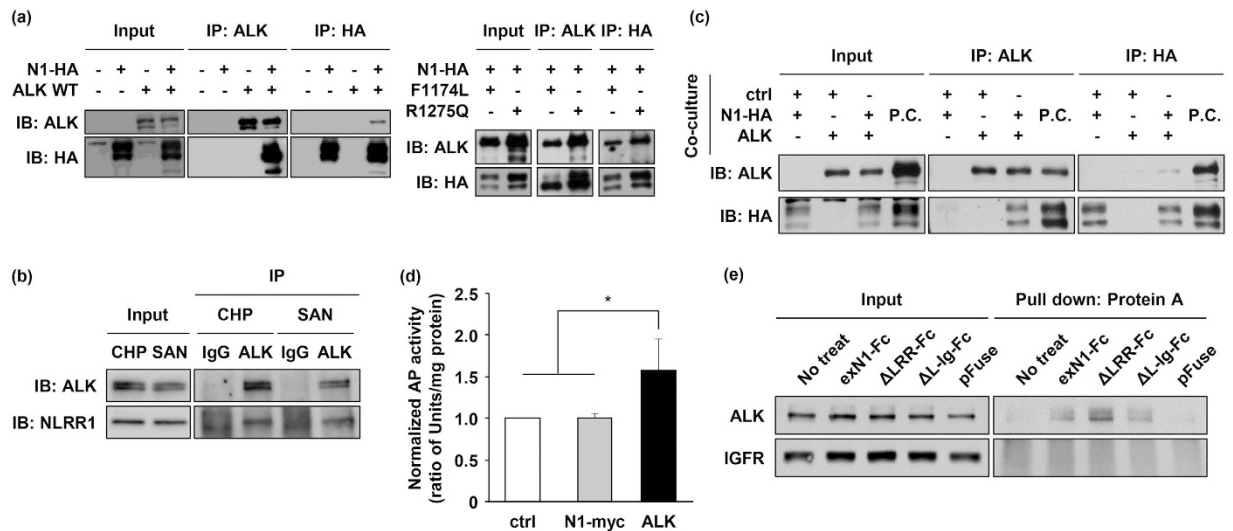 (a)
Input IP: ALK IP: HA
N1-HA - + - + - + - + - + - +
ALK WT - - + + - - + + - - + +
IB: ALK
IB: HA
Input IP: ALK IP: HA
N1-HA + + + + + +
F1174L + - + - + -
R1275Q - + - + - +
IB: ALK
IB: HA
(c)
Input IP: ALK IP: HA
Co-culture
ctrl + + - + + - + + -
N1-HA + - + P.C. + - + P.C. + - + P.C.
ALK - + + - + + - + +
IB: ALK
IB: HA
(b)
IP
Input CHP SAN
CHP SAN IgG ALK IgG ALK
IB: ALK
IB: NLRR1
(d)
Normalized AP activity
(ratio of Units/mg protein)
2.5
2.0
1.5
1.0
0.5
0
*
ctrl N1-myc ALK
(e)
Input Pull down: Protein A
No treat exN1-Fc ΔLRR-Fc ΔL-Ig-Fc pFuse No treat exN1-Fc ΔLRR-Fc ΔL-Ig-Fc pFuse
ALK
IGFR